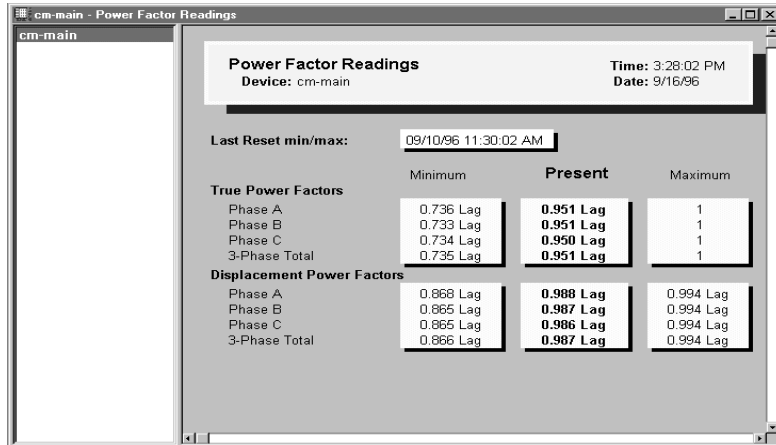 cm-main - Power Factor Readings
cm-main
Power Factor Readings Time: 3:28:02 PM
Device: cm-main Date: 9/16/96
Last Reset min/max: 09/10/96 11:30:02 AM
Minimum Present Maximum
True Power Factors
Phase A 0.736 Lag 0.951 Lag 1
Phase B 0.733 Lag 0.951 Lag 1
Phase C 0.734 Lag 0.950 Lag 1
3-Phase Total 0.735 Lag 0.951 Lag 1
Displacement Power Factors
Phase A 0.868 Lag 0.988 Lag 0.994 Lag
Phase B 0.865 Lag 0.987 Lag 0.994 Lag
Phase C 0.865 Lag 0.986 Lag 0.994 Lag
3-Phase Total 0.866 Lag 0.987 Lag 0.994 Lag